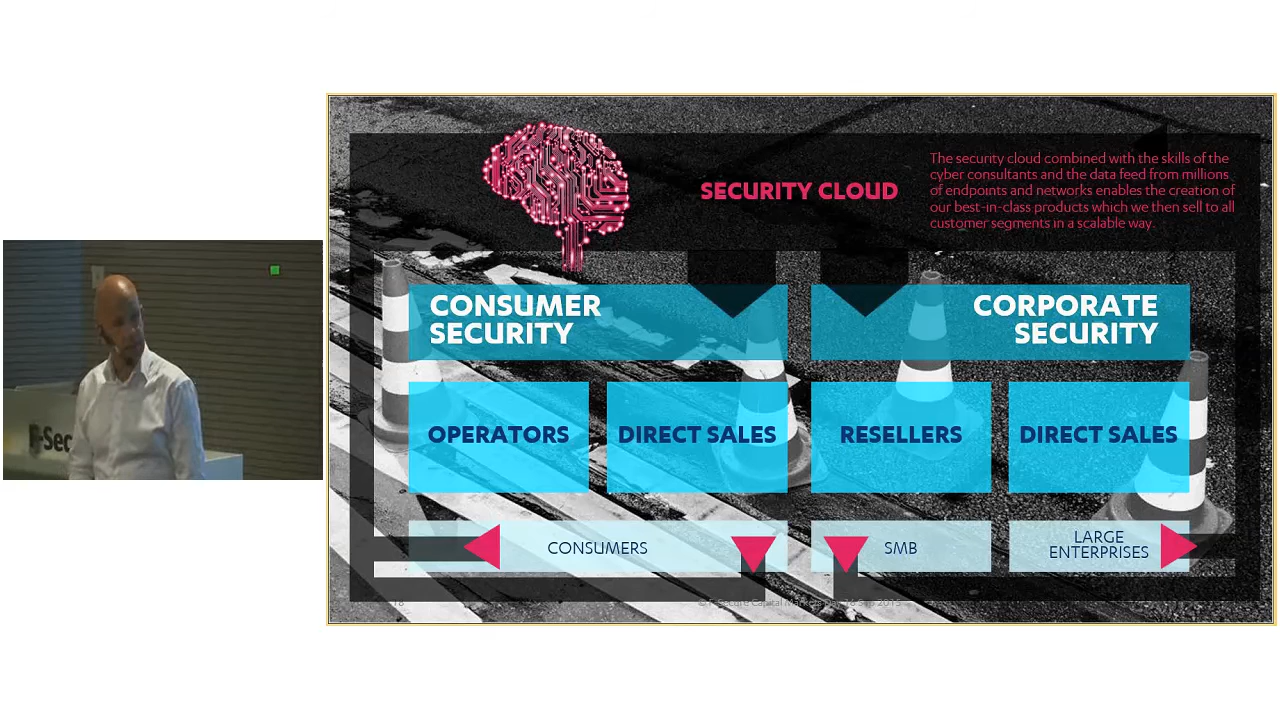 -Sec
SECURITY CLOUD
The security cloud combined with the skills of the
cyber consultants and the data feed from millions
of endpoints and networks enables the creation of
our best-in-class products which we then sell to all
customer segments in a scalable way.
CONSUMER
SECURITY
CORPORATE
SECURITY
OPERATORS
DIRECT SALES
RESELLERS
DIRECT SALES
CONSUMERS
SMB
LARGE
ENTERPRISES
18